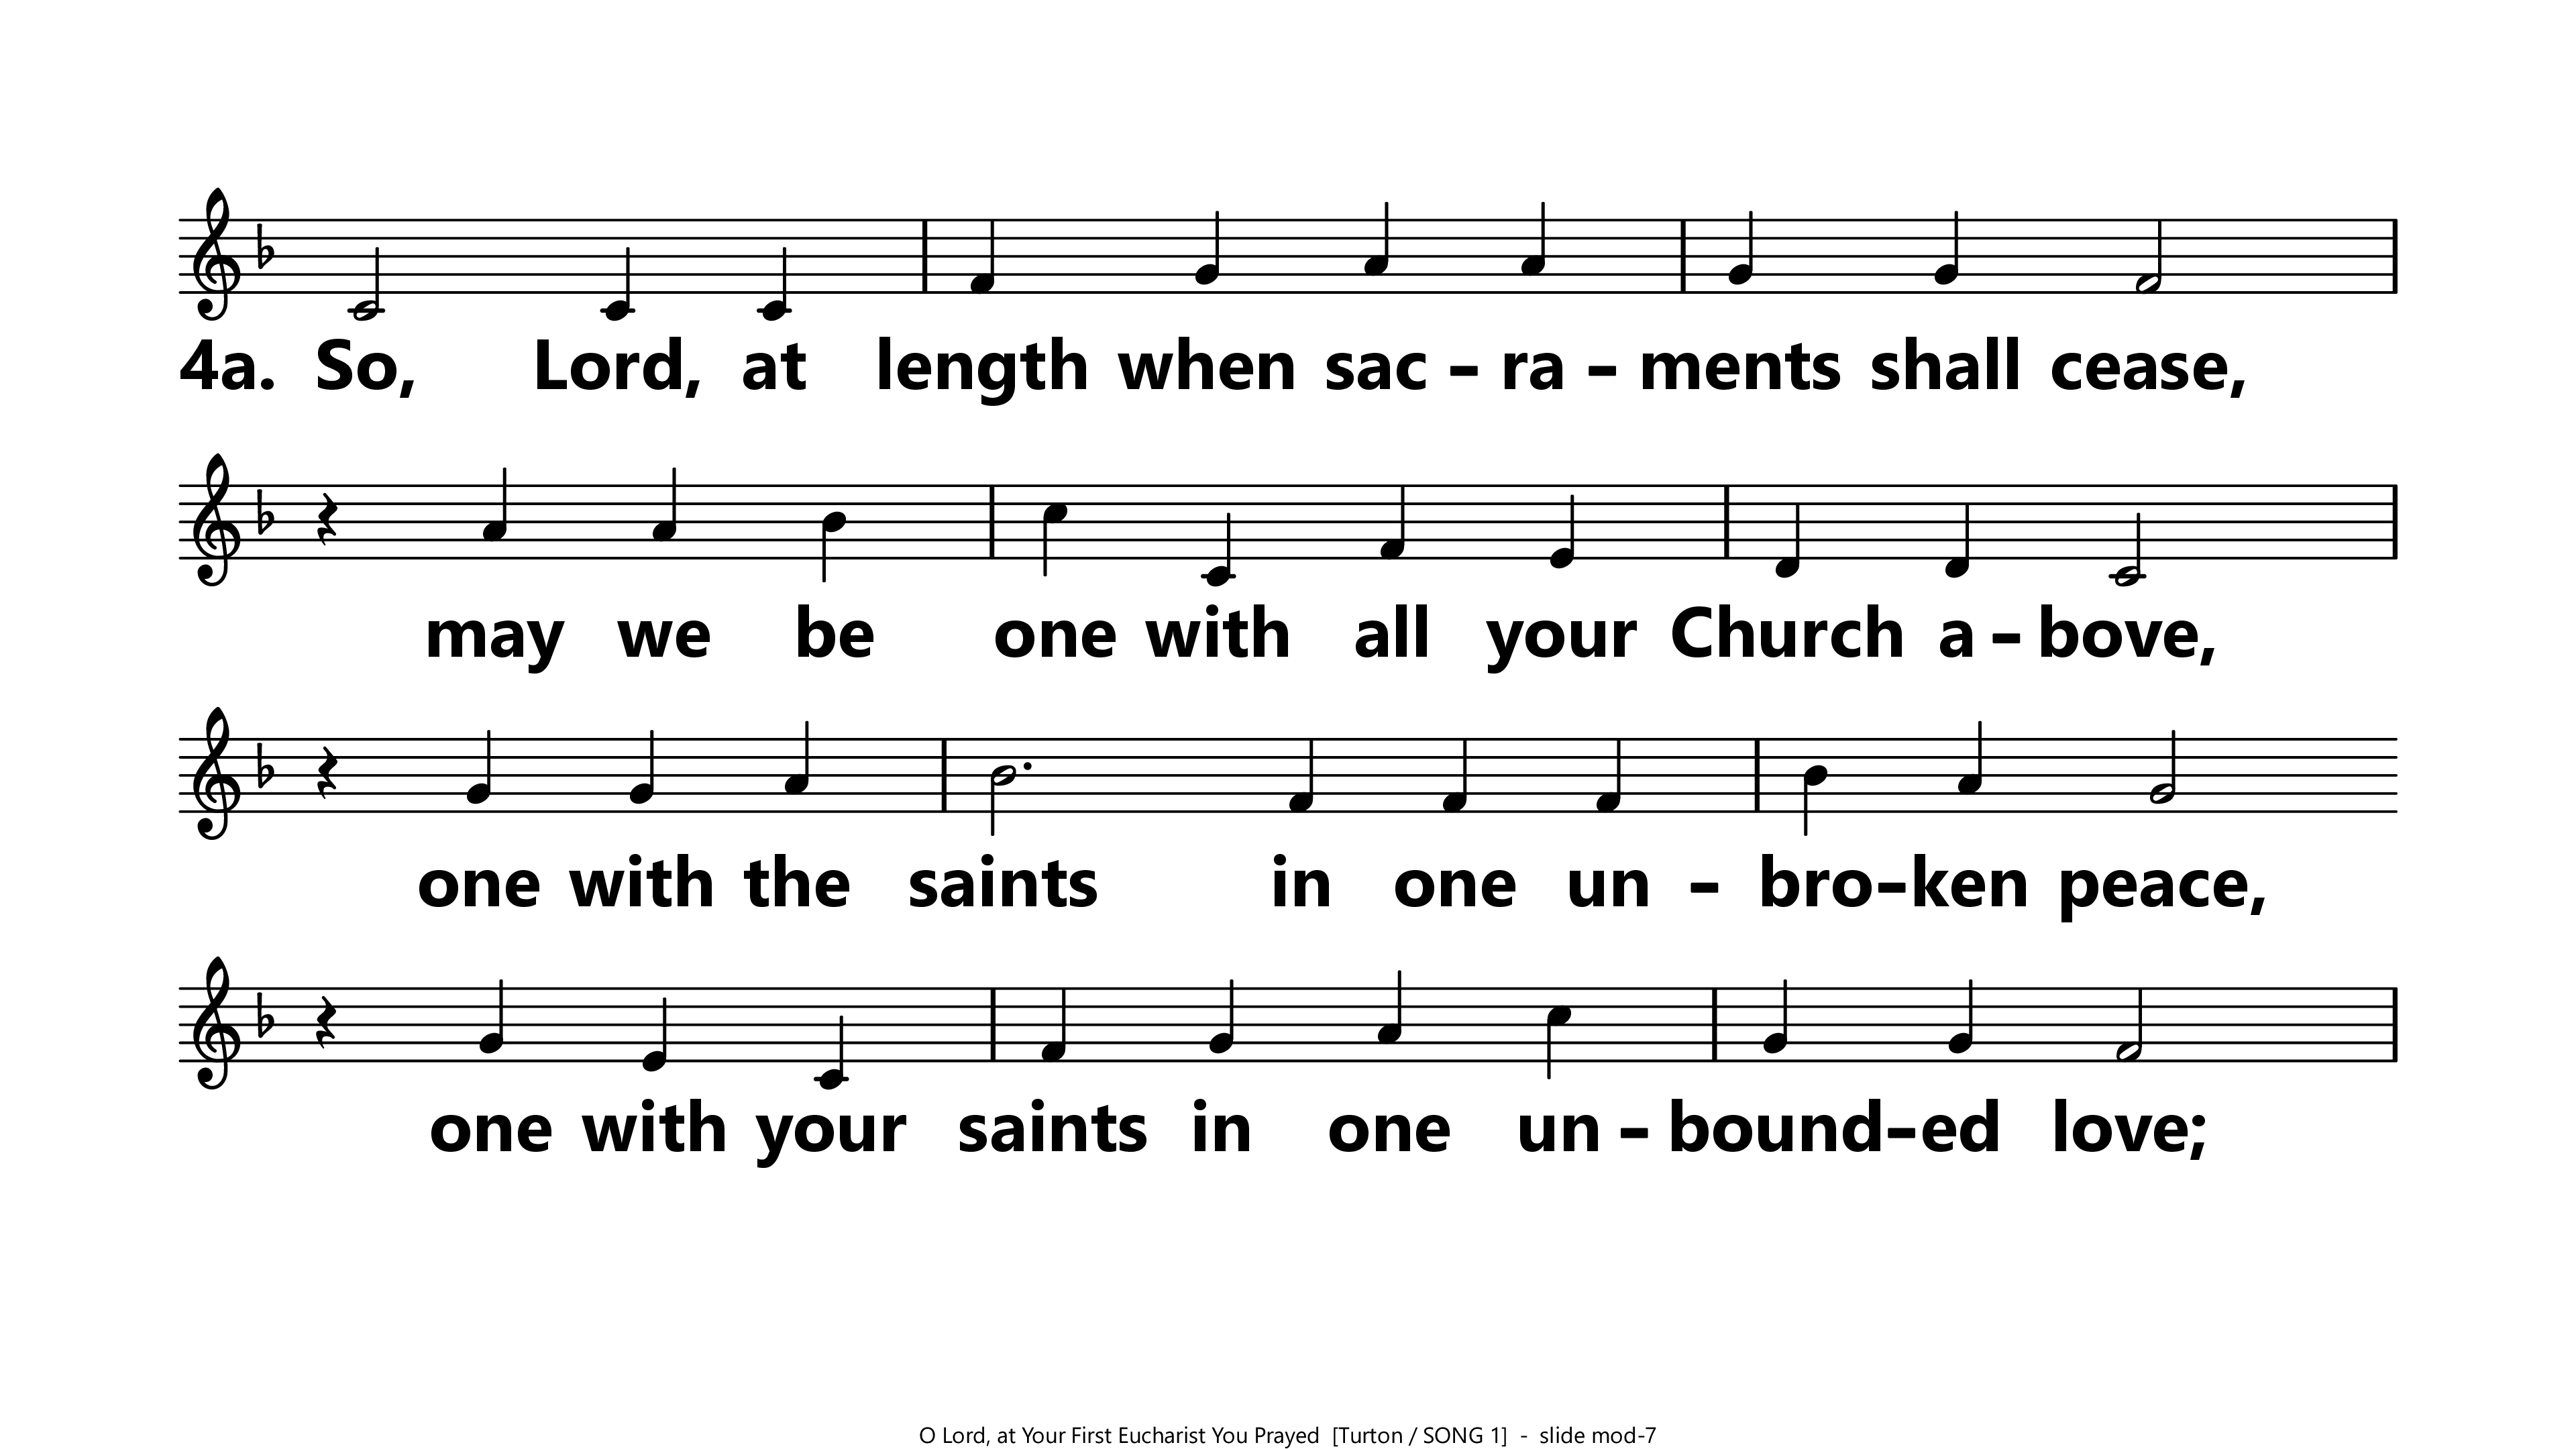 4a. So, Lord, at length when sac - ra - ments shall cease,
may we be one with all your Church a - bove,
one with the saints in one un - bro-ken peace,
one with your saints in one un - bound-ed love;
O Lord, at Your First Eucharist You Prayed [Turton / SONG 1] - slide mod-7